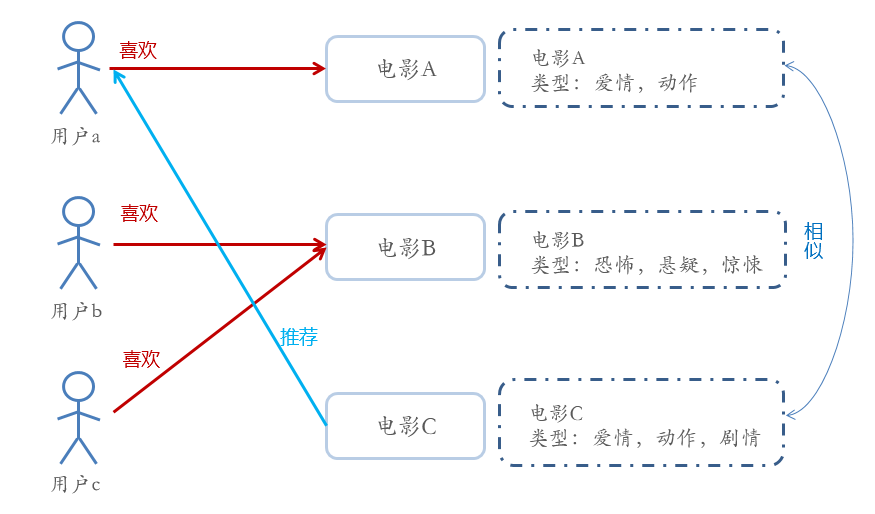 喜欢
电影A
电影A
类型：爱情，动作
用户a
喜欢
电影B
电影B
类型：恐怖，悬疑，惊悚
相似
用户b
推荐
喜欢
电影C
电影C
类型：爱情，动作，剧情
用户c